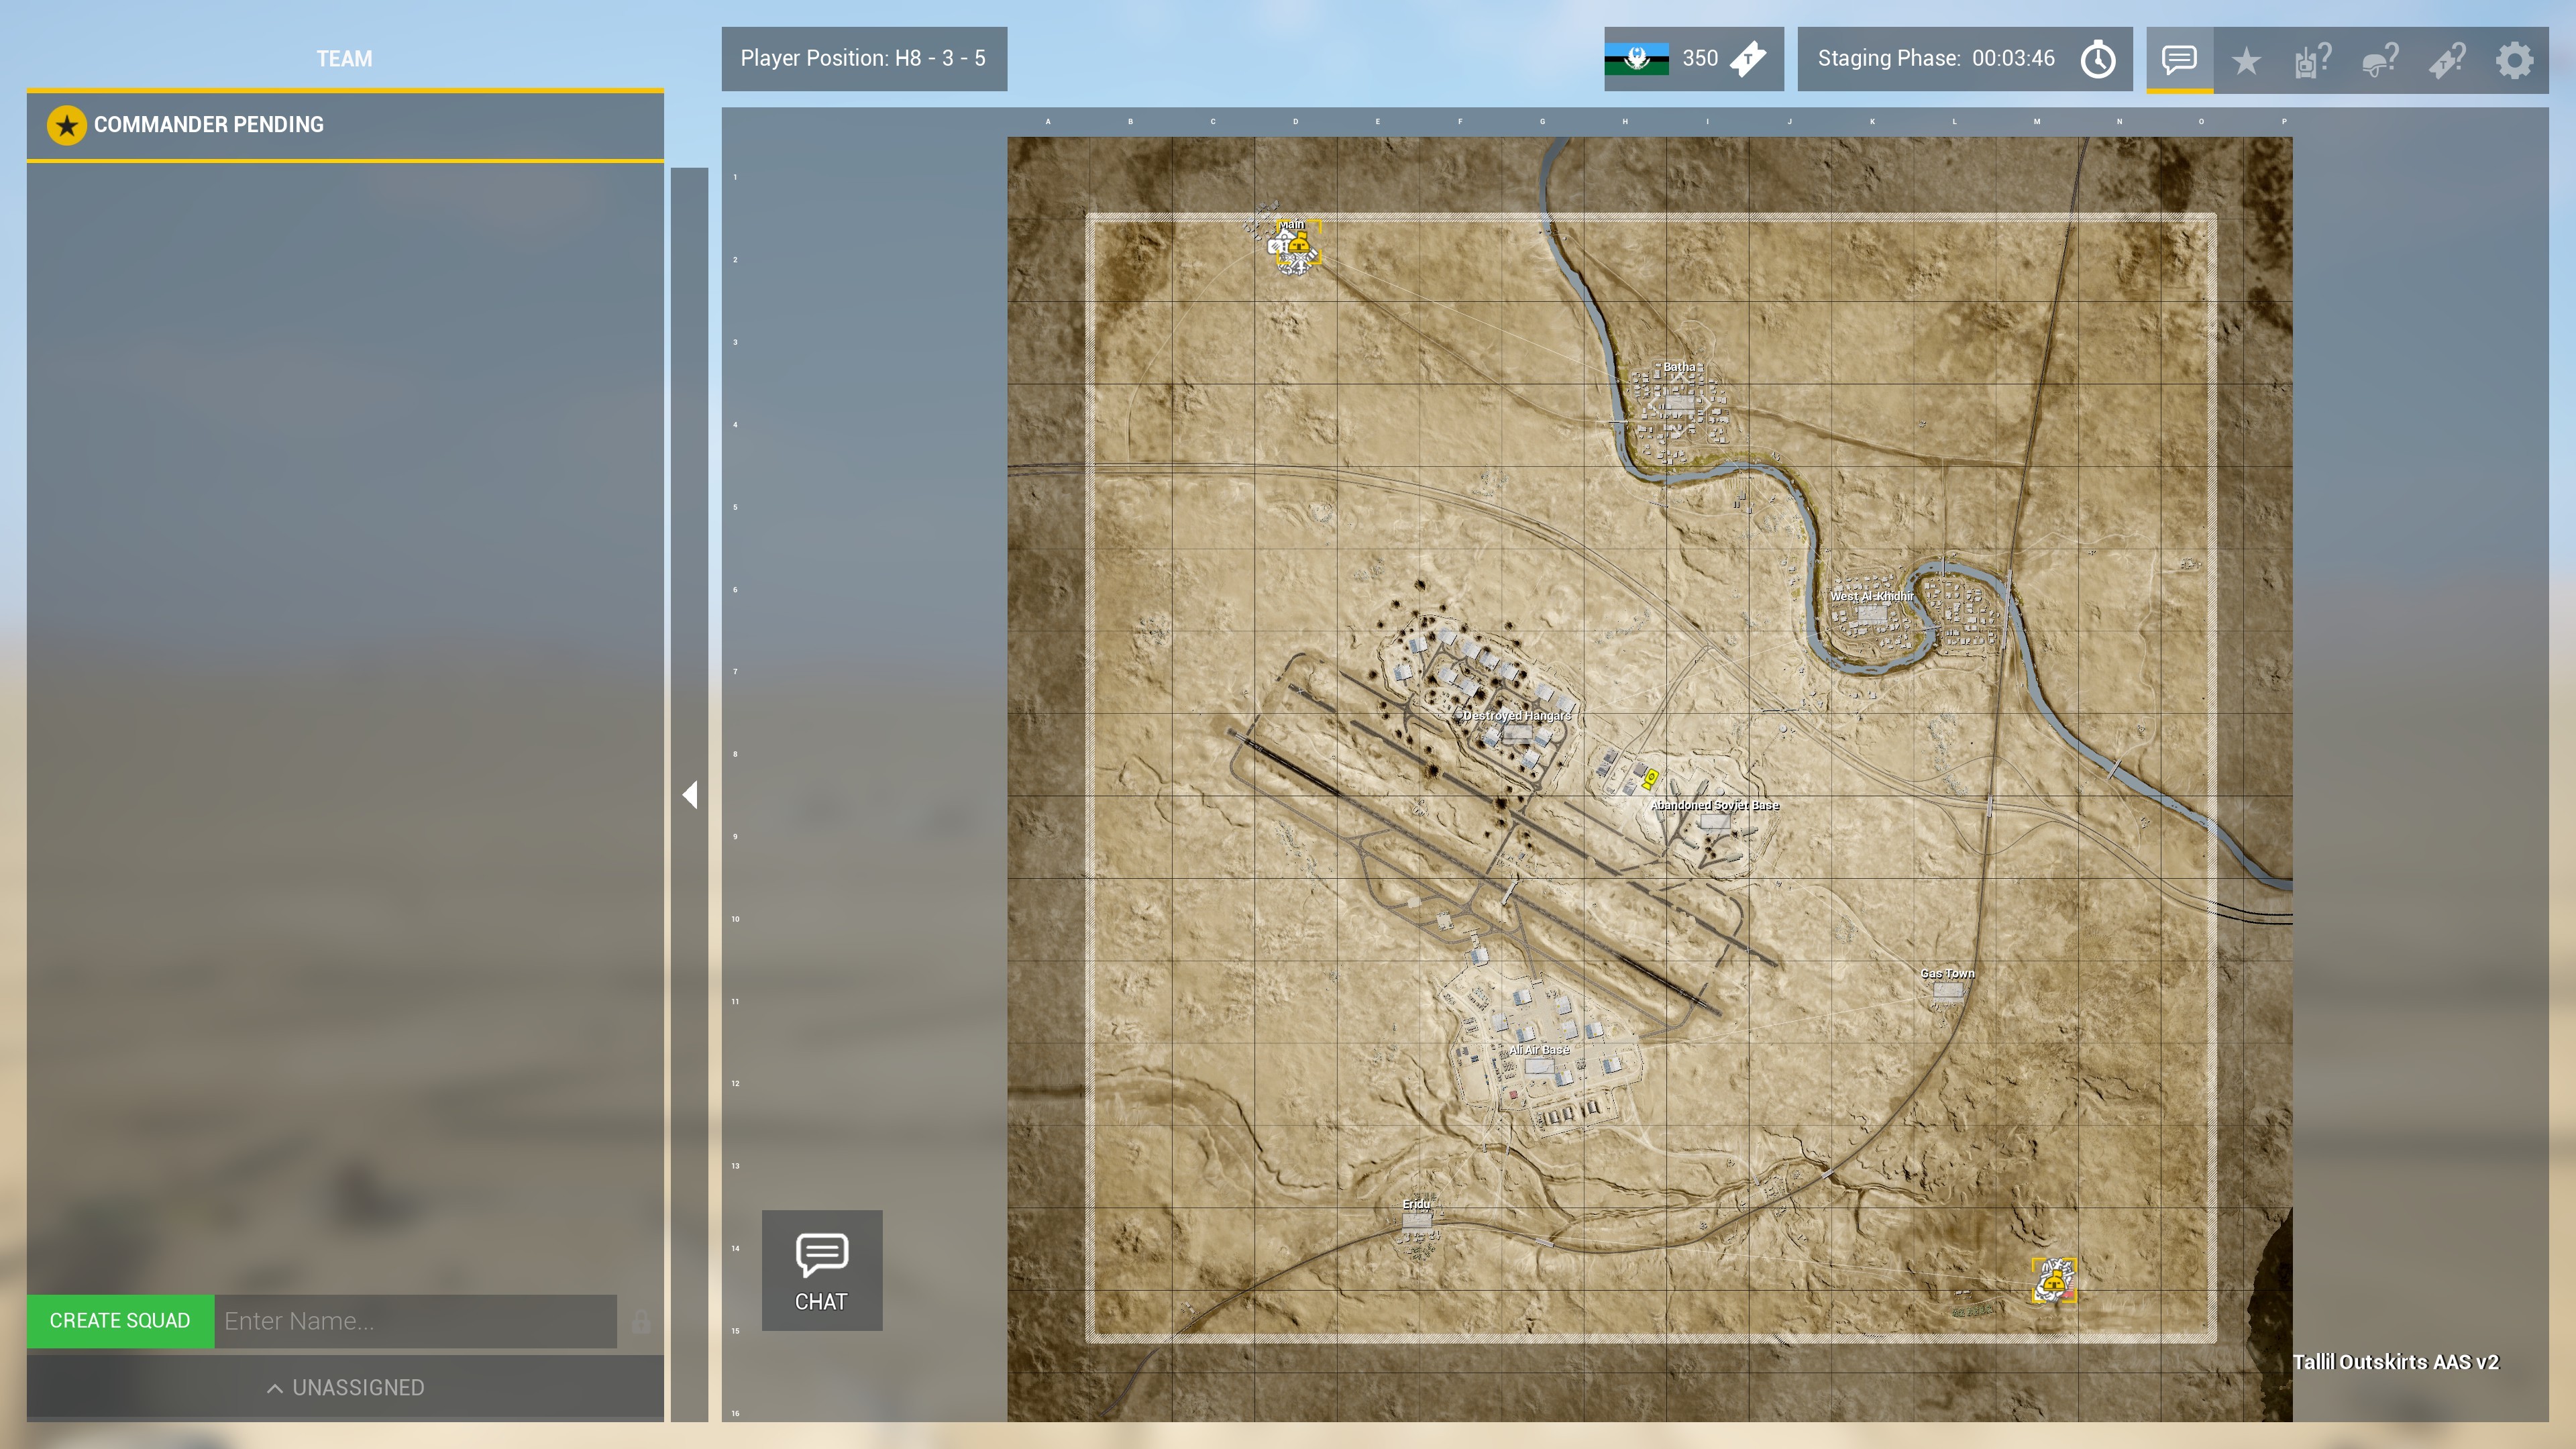 TEAM
COMMANDER PENDING
CREATE SQUAD
Enter Name...
UNASSIGNED
Player Position: H8 - 3 - 5
350
T
Staging Phase: 00:03:46
? ? T ?
A B C D E F G H I J K L M N O P
1
2
3
4
5
6
7
8
9
10
11
12
13
14
15
16
Main
Batha
West Al-Khidhir
Destroyed Hangars
Abandoned Soviet Base
Gas Town
Ali Air Base
Eridu
CHAT
Tallil Outskirts AAS v2